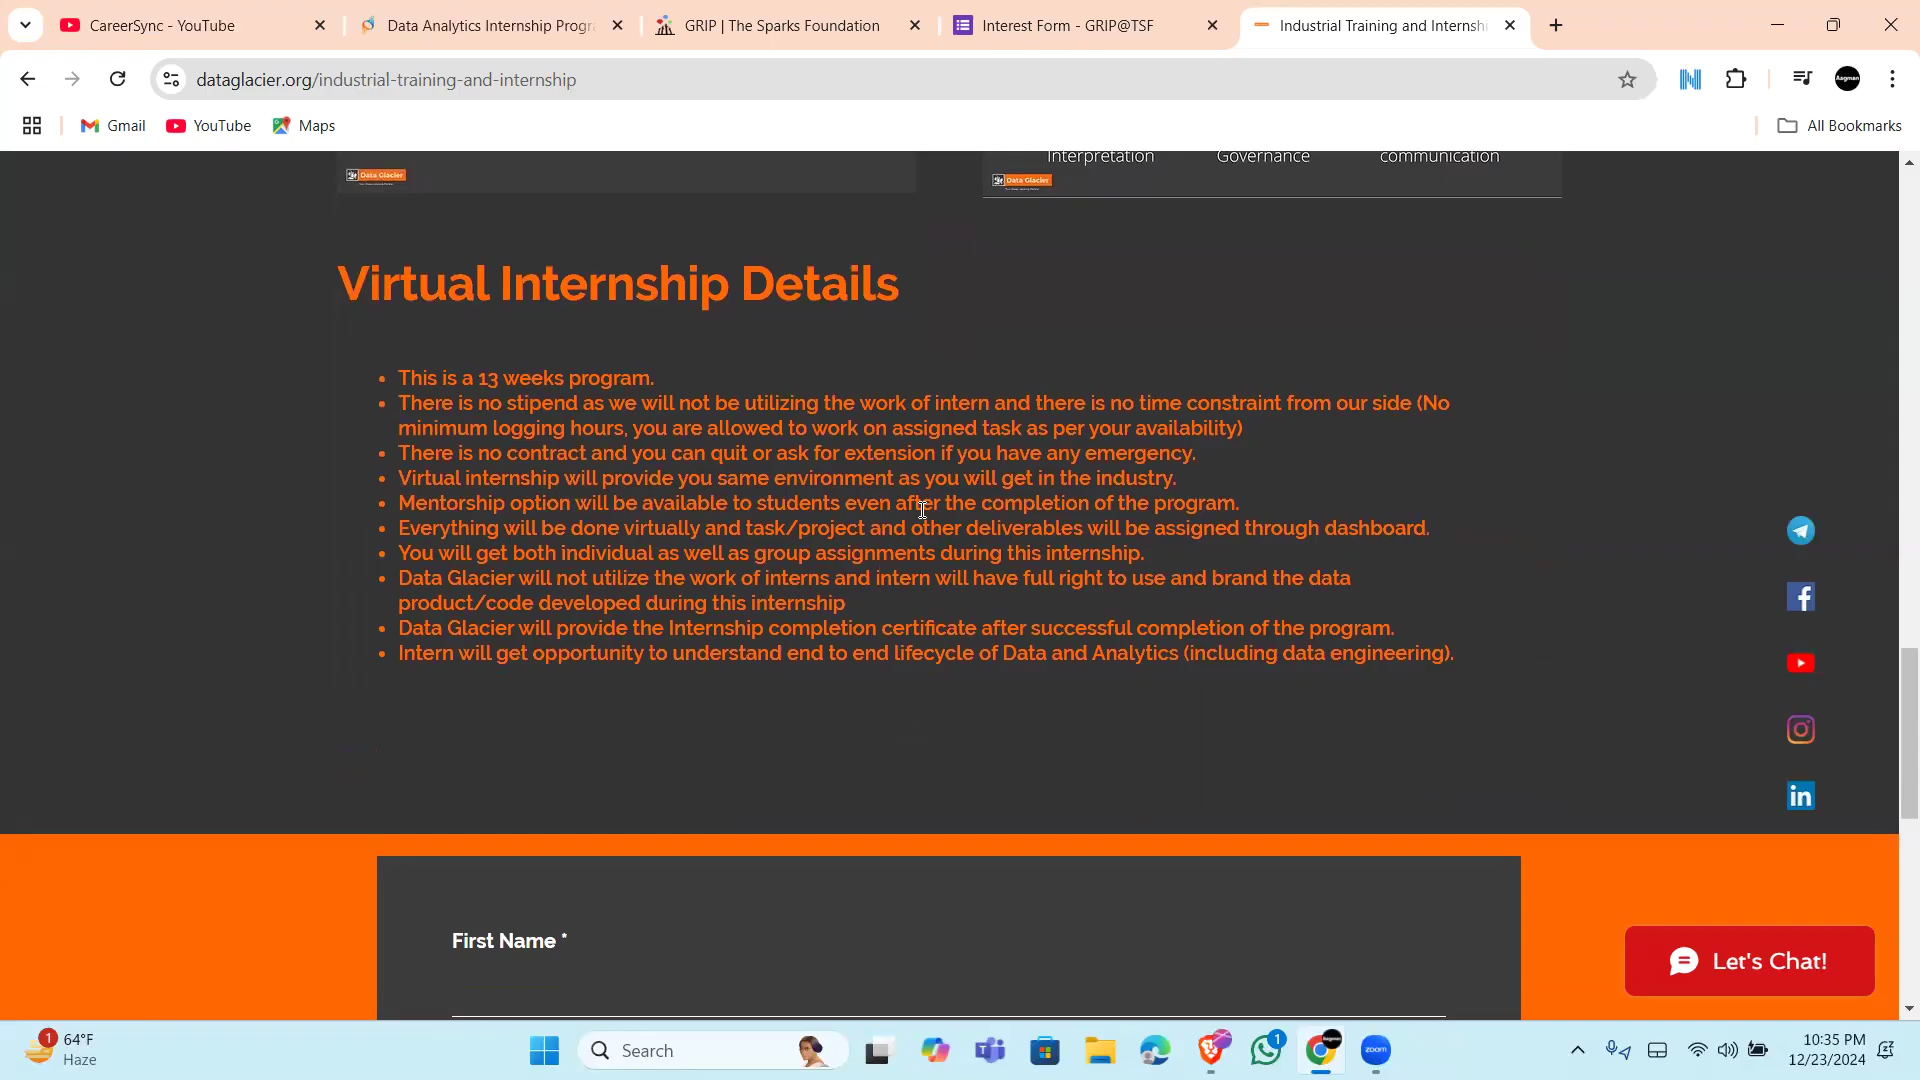 CareerSync - YouTube
Data Analytics Internship Progr
GRIP | The Sparks Foundation
Interest Form - GRIP@TSF
Industrial Training and Internshi
dataglacier.org/industrial-training-and-internship
Aagman
Gmail
YouTube
Maps
All Bookmarks
Interpretation
Governance
communication
Data Glacier
Data Glacier
Virtual Internship Details
• This is a 13 weeks program.
• There is no stipend as we will not be utilizing the work of intern and there is no time constraint from our side (No
minimum logging hours, you are allowed to work on assigned task as per your availability)
• There is no contract and you can quit or ask for extension if you have any emergency.
• Virtual internship will provide you same environment as you will get in the industry.
• Mentorship option will be available to students even after the completion of the program.
• Everything will be done virtually and task/project and other deliverables will be assigned through dashboard.
• You will get both individual as well as group assignments during this internship.
• Data Glacier will not utilize the work of interns and intern will have full right to use and brand the data
product/code developed during this internship
• Data Glacier will provide the Internship completion certificate after successful completion of the program.
• Intern will get opportunity to understand end to end lifecycle of Data and Analytics (including data engineering).
First Name *
Let's Chat!
1
64°F
Haze
Search
1
zoom
10:35 PM
12/23/2024